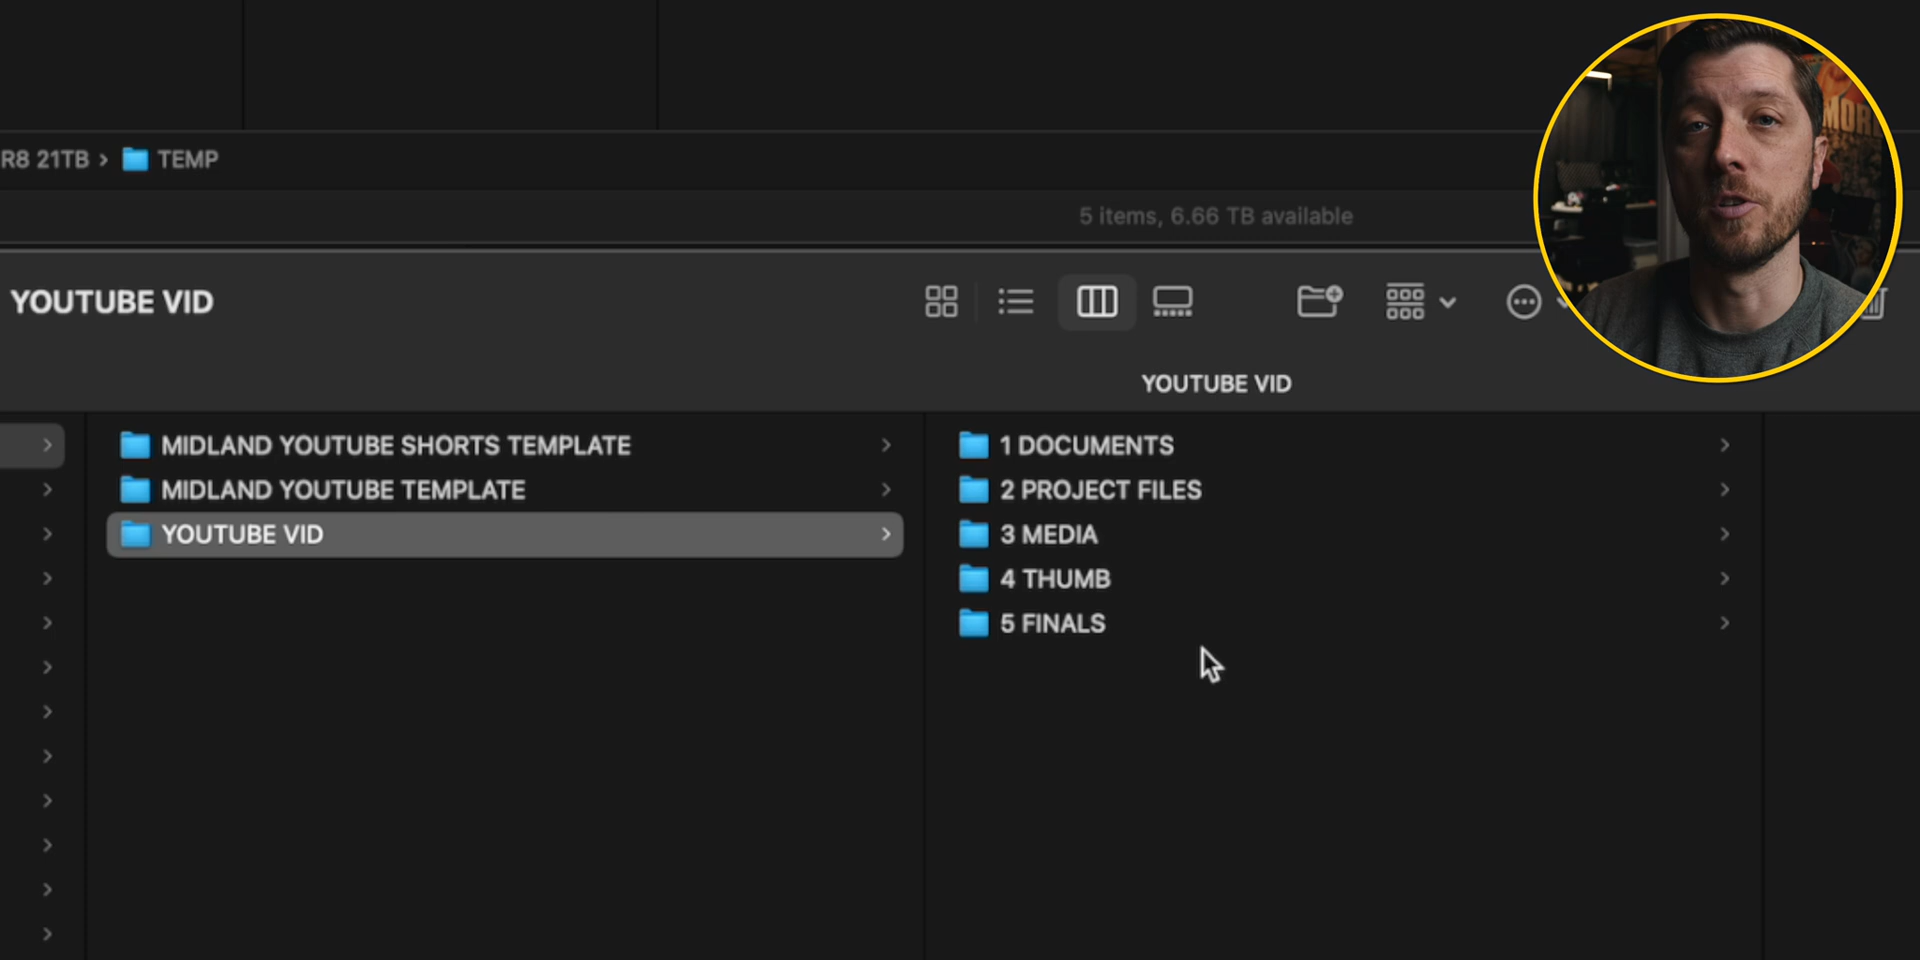 R8 21TB › TEMP
5 items, 6.66 TB available
YOUTUBE VID
YOUTUBE VID
MIDLAND YOUTUBE SHORTS TEMPLATE
MIDLAND YOUTUBE TEMPLATE
YOUTUBE VID
1 DOCUMENTS
2 PROJECT FILES
3 MEDIA
4 THUMB
5 FINALS